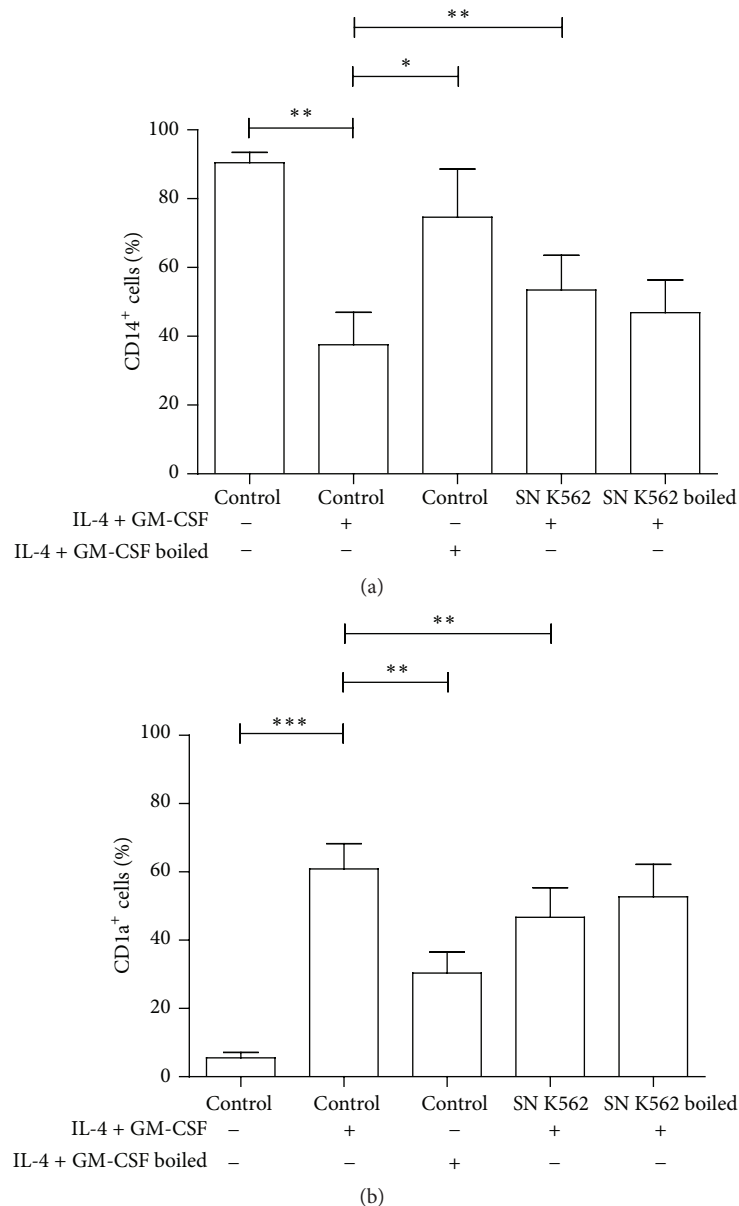 **
*
**
100
80
60
40
20
0
CD14⁺ cells (%)
Control Control Control SN K562 SN K562 boiled
IL-4 + GM-CSF − + − + +
IL-4 + GM-CSF boiled − − + − −
(a)
**
**
***
100
80
60
40
20
0
CD1a⁺ cells (%)
Control Control Control SN K562 SN K562 boiled
IL-4 + GM-CSF − + − + +
IL-4 + GM-CSF boiled − − + − −
(b)